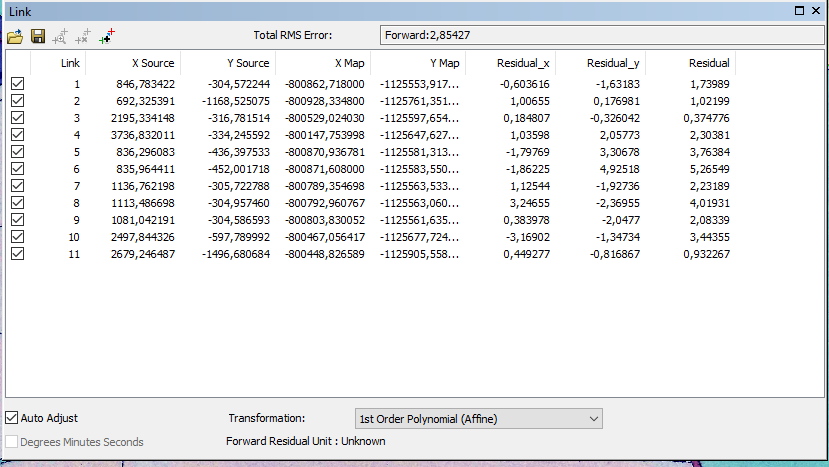 Link
Total RMS Error: Forward:2,85427
Link X Source Y Source X Map Y Map Residual_x Residual_y Residual
1 846,783422 -304,572244 -800862,718000 -1125553,917... -0,603616 -1,63183 1,73989
2 692,325391 -1168,525075 -800928,334800 -1125761,351... 1,00655 0,176981 1,02199
3 2195,334148 -316,781514 -800529,024030 -1125597,654... 0,184807 -0,326042 0,374776
4 3736,832011 -334,245592 -800147,753998 -1125647,627... 1,03598 2,05773 2,30381
5 836,296083 -436,397533 -800870,936781 -1125581,313... -1,79769 3,30678 3,76384
6 835,964411 -452,001718 -800871,608000 -1125583,550... -1,86225 4,92518 5,26549
7 1136,762198 -305,722788 -800789,354698 -1125563,533... 1,12544 -1,92736 2,23189
8 1113,486698 -304,957460 -800792,960767 -1125563,060... 3,24655 -2,36955 4,01931
9 1081,042191 -304,586593 -800803,830052 -1125561,635... 0,383978 -2,0477 2,08339
10 2497,844326 -597,789992 -800467,056417 -1125677,724... -3,16902 -1,34734 3,44355
11 2679,246487 -1496,680684 -800448,826589 -1125905,558... 0,449277 -0,816867 0,932267
Auto Adjust Transformation: 1st Order Polynomial (Affine)
Degrees Minutes Seconds Forward Residual Unit : Unknown